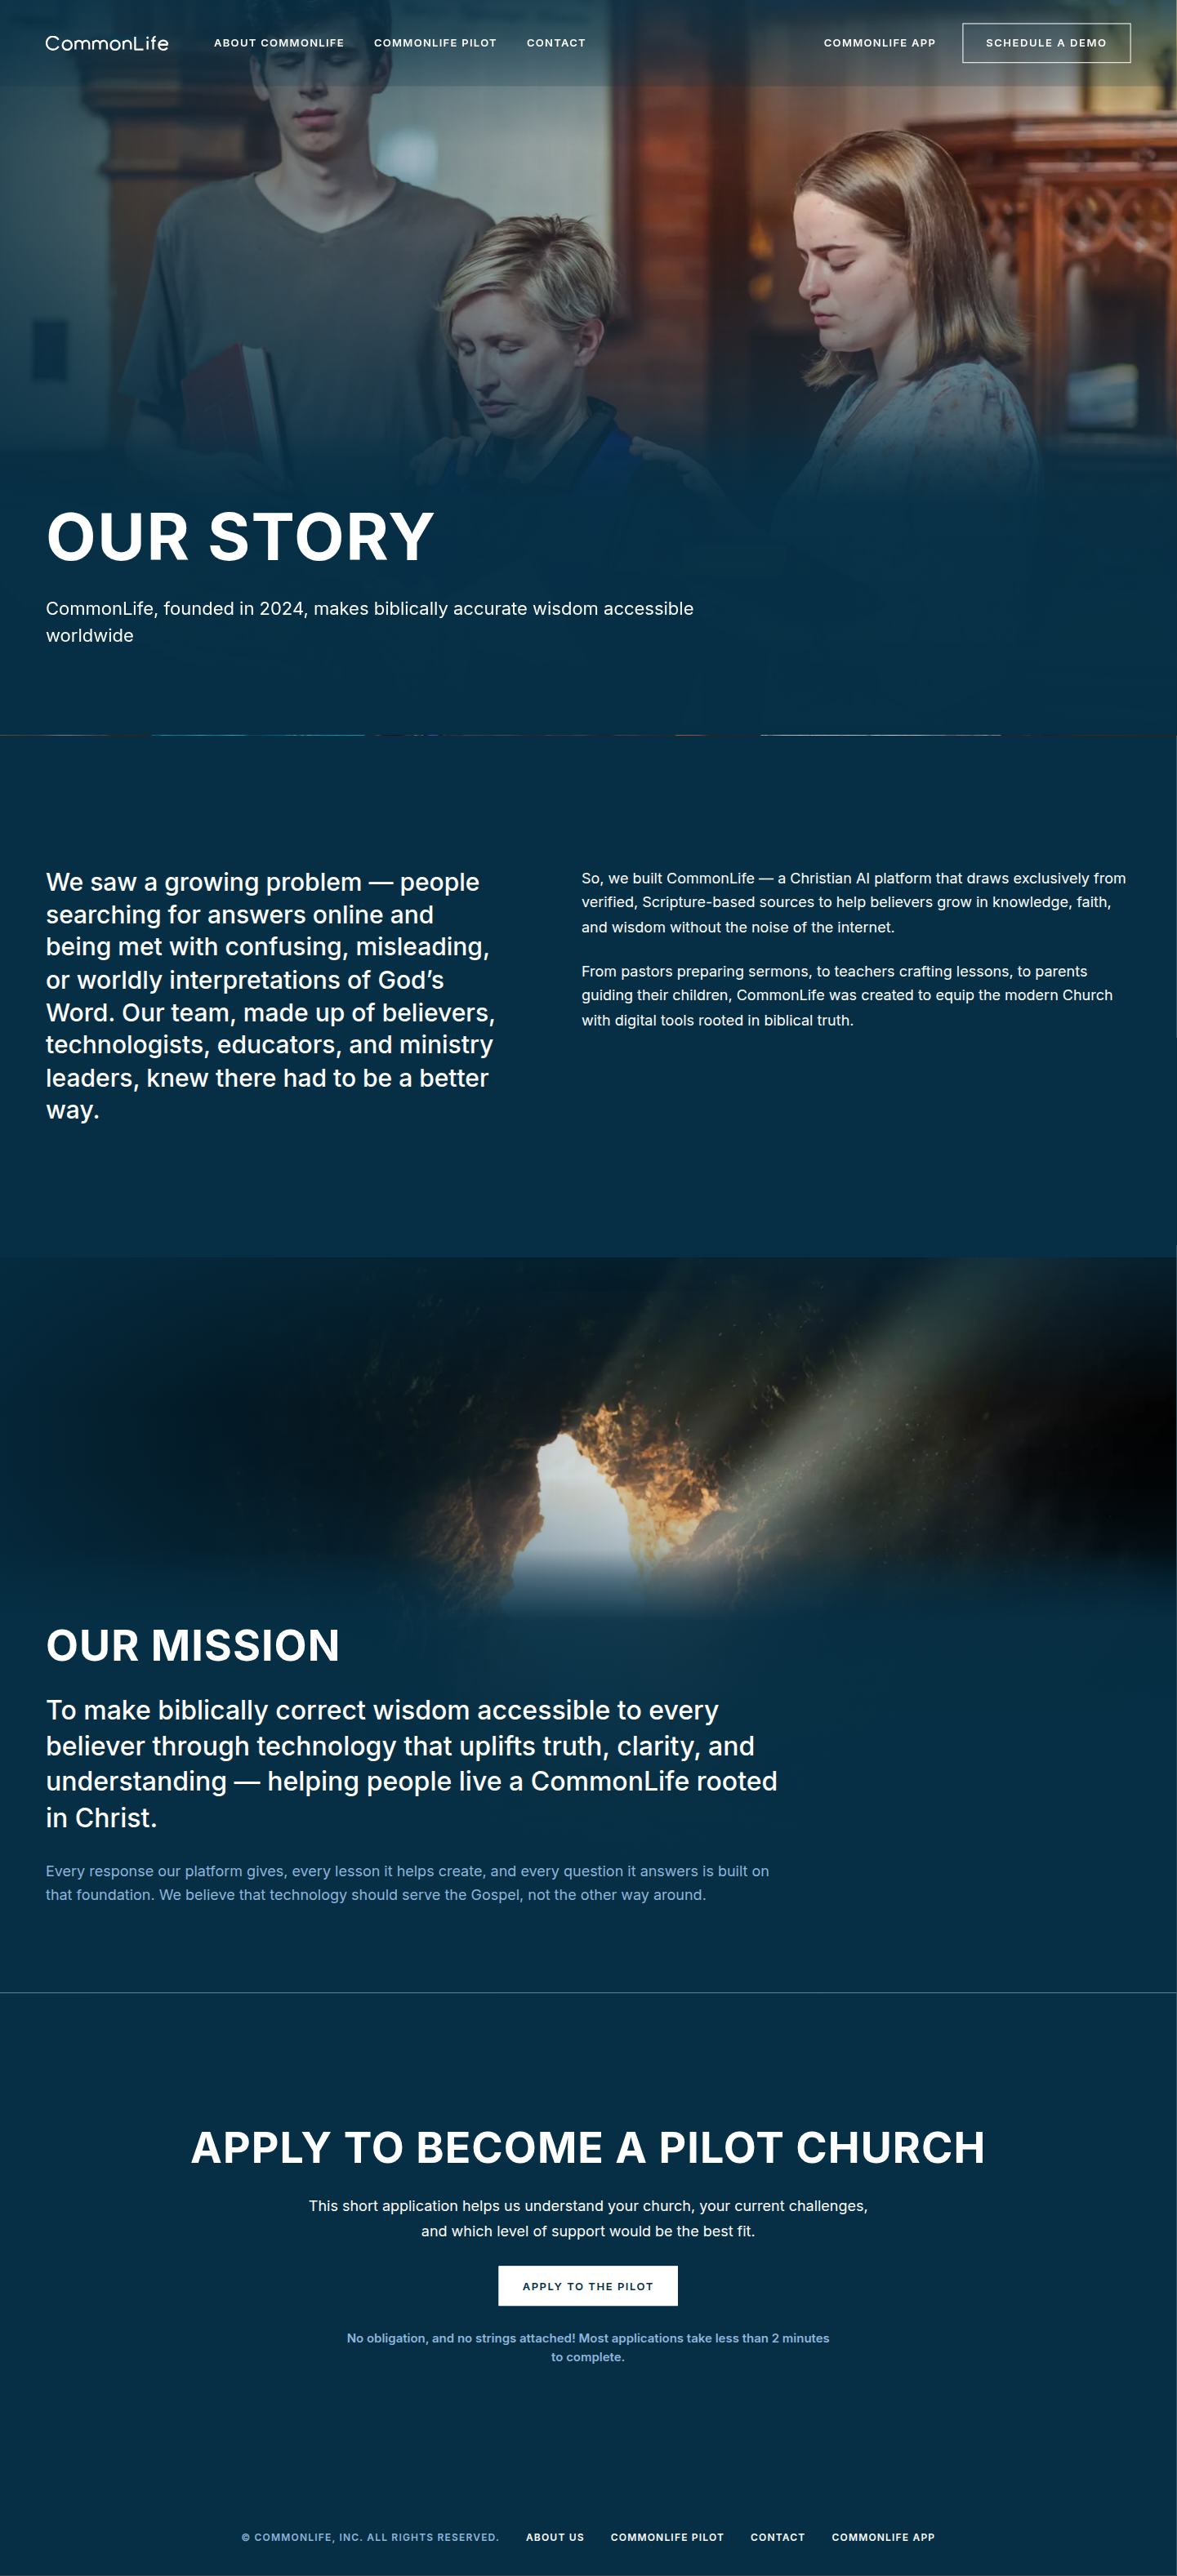 CommonLife
ABOUT COMMONLIFE
COMMONLIFE PILOT
CONTACT
COMMONLIFE APP
SCHEDULE A DEMO
OUR STORY
CommonLife, founded in 2024, makes biblically accurate wisdom accessible
worldwide
We saw a growing problem — people
searching for answers online and
being met with confusing, misleading,
or worldly interpretations of God’s
Word. Our team, made up of believers,
technologists, educators, and ministry
leaders, knew there had to be a better
way.
So, we built CommonLife — a Christian AI platform that draws exclusively from
verified, Scripture-based sources to help believers grow in knowledge, faith,
and wisdom without the noise of the internet.
From pastors preparing sermons, to teachers crafting lessons, to parents
guiding their children, CommonLife was created to equip the modern Church
with digital tools rooted in biblical truth.
OUR MISSION
To make biblically correct wisdom accessible to every
believer through technology that uplifts truth, clarity, and
understanding — helping people live a CommonLife rooted
in Christ.
Every response our platform gives, every lesson it helps create, and every question it answers is built on
that foundation. We believe that technology should serve the Gospel, not the other way around.
APPLY TO BECOME A PILOT CHURCH
This short application helps us understand your church, your current challenges,
and which level of support would be the best fit.
APPLY TO THE PILOT
No obligation, and no strings attached! Most applications take less than 2 minutes
to complete.
© COMMONLIFE, INC. ALL RIGHTS RESERVED.
ABOUT US
COMMONLIFE PILOT
CONTACT
COMMONLIFE APP